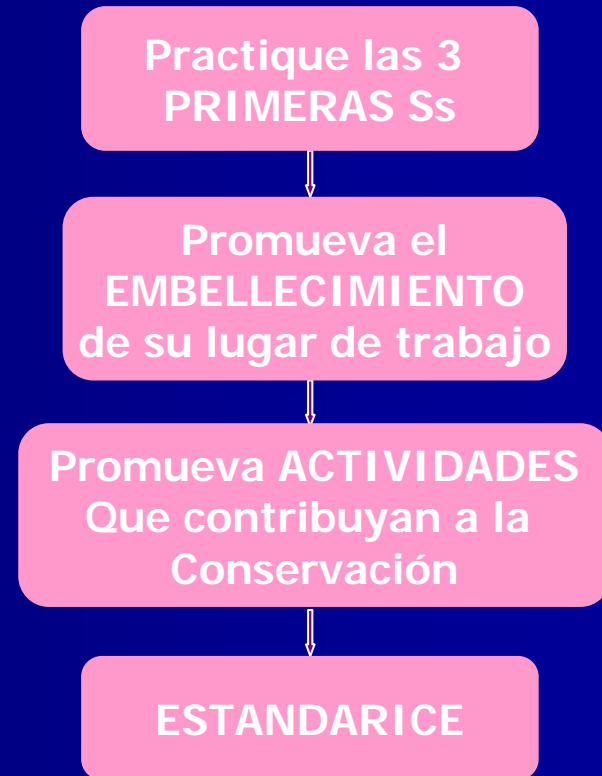 Practique las 3
PRIMERAS Ss
Promueva el
EMBELLECIMIENTO
de su lugar de trabajo
Promueva ACTIVIDADES
Que contribuyan a la
Conservación
ESTANDARICE